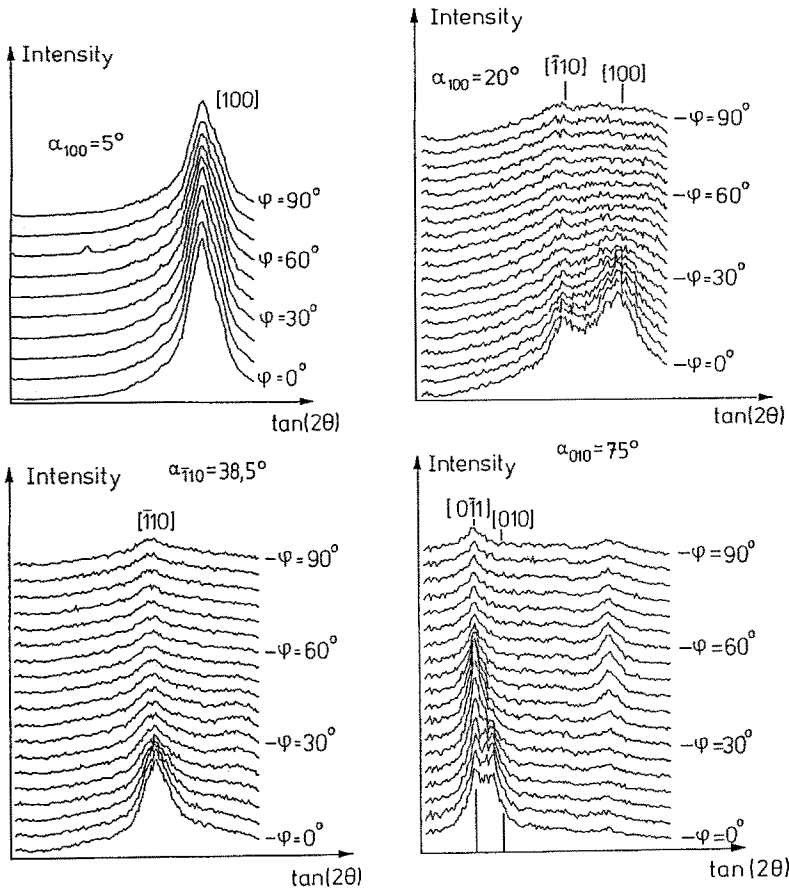 Intensity
α₁₀₀=5°
[100]
φ=90°
φ=60°
φ=30°
φ=0°
tan(2θ)
Intensity
α₁₀₀=20°
[1̄10] [100]
-φ=90°
-φ=60°
-φ=30°
-φ=0°
tan(2θ)
Intensity
α₁̄₁₀=38,5°
[1̄10]
-φ=90°
-φ=60°
-φ=30°
-φ=0°
tan(2θ)
Intensity
α₀₁₀=75°
[01̄1] [010]
-φ=90°
-φ=60°
-φ=30°
-φ=0°
tan(2θ)